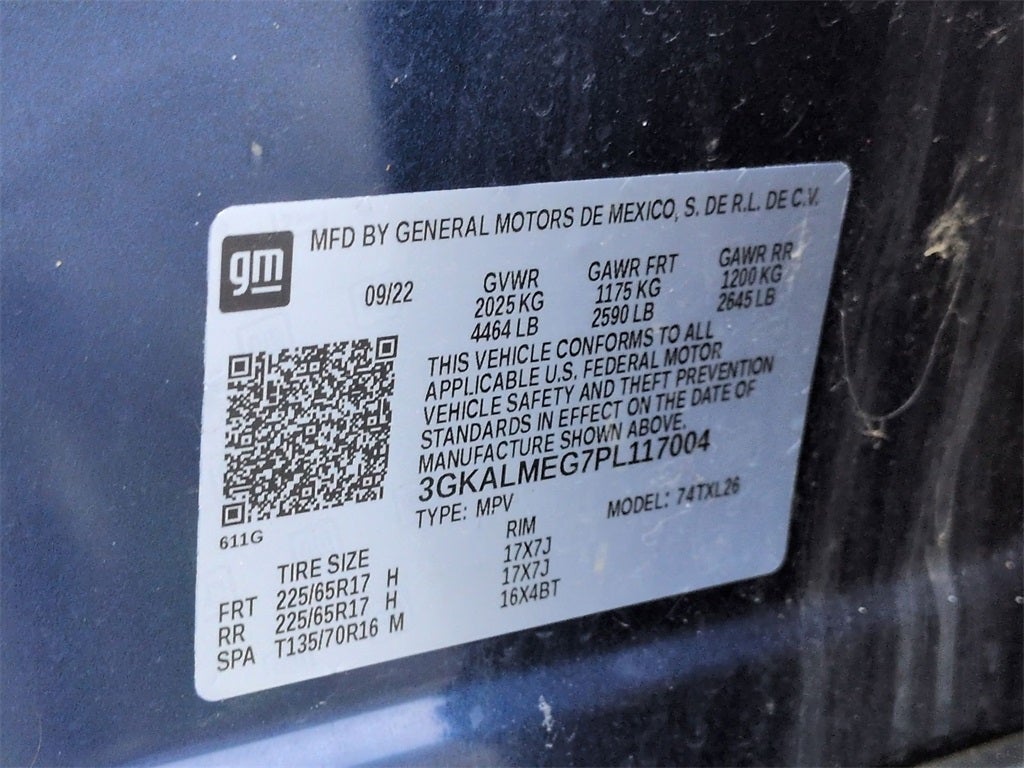 gm
MFD BY GENERAL MOTORS DE MEXICO, S. DE R.L. DE C.V.
09/22
GVWR
2025 KG
4464 LB
GAWR FRT
1175 KG
2590 LB
GAWR RR
1200 KG
2645 LB
THIS VEHICLE CONFORMS TO ALL
APPLICABLE U.S. FEDERAL MOTOR
VEHICLE SAFETY AND THEFT PREVENTION
STANDARDS IN EFFECT ON THE DATE OF
MANUFACTURE SHOWN ABOVE.
3GKALMEG7PL117004
TYPE: MPV MODEL: 74TXL26
611G
TIRE SIZE RIM
FRT 225/65R17 H 17X7J
RR 225/65R17 H 17X7J
SPA T135/70R16 M 16X4BT